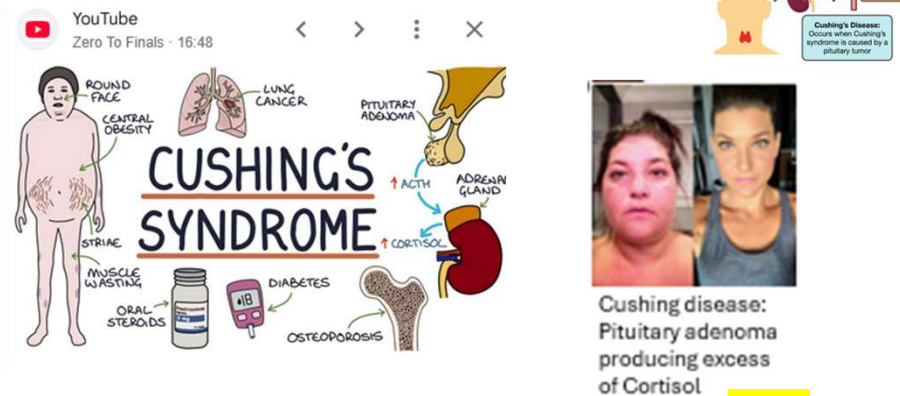 YouTube
Zero To Finals · 16:48
ROUND
FACE
CENTRAL
OBESITY
LUNG
CANCER
PITUITARY
ADENOMA
CUSHING'S
SYNDROME
↑ ACTH
ADRENA
GLAND
↑ CORTISOL
STRIAE
MUSCLE
WASTING
ORAL
STEROIDS
DIABETES
OSTEOPOROSIS
Cushing's Disease:
Occurs when Cushing's
syndrome is caused by a
pituitary tumor
Cushing disease:
Pituitary adenoma
producing excess
of Cortisol